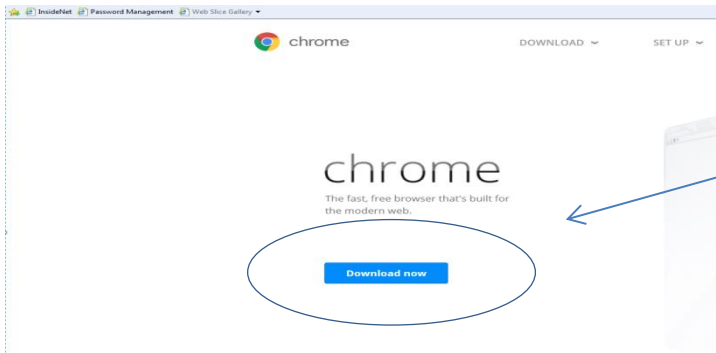 InsideNet Password Management Web Slice Gallery
chrome DOWNLOAD SET UP
chrome
The fast, free browser that's built for
the modern web.
Download now